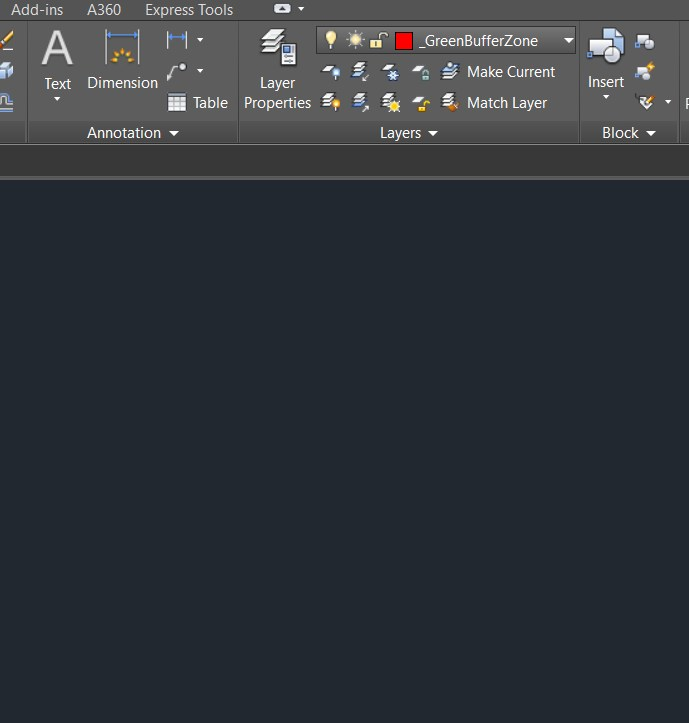 Add-ins A360 Express Tools
_GreenBufferZone
Text Dimension Layer Properties Make Current Insert
Table Match Layer
Annotation Layers Block